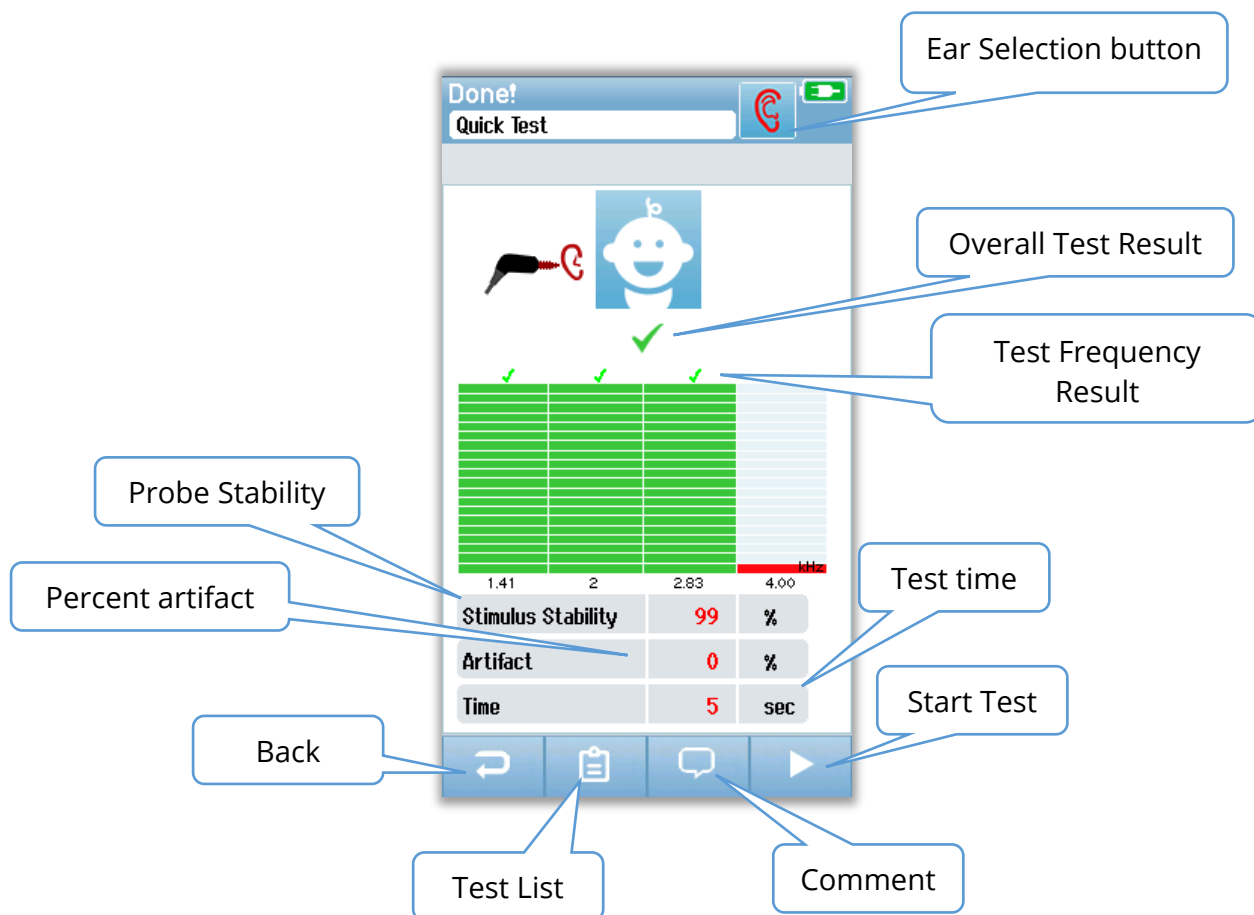 Ear Selection button
Done!
Quick Test
Overall Test Result
Test Frequency
Result
Probe Stability
Percent artifact
kHz
1.41 2 2.83 4.00
Test time
Stimulus Stability 99 %
Artifact 0 %
Time 5 sec
Start Test
Back
Test List
Comment